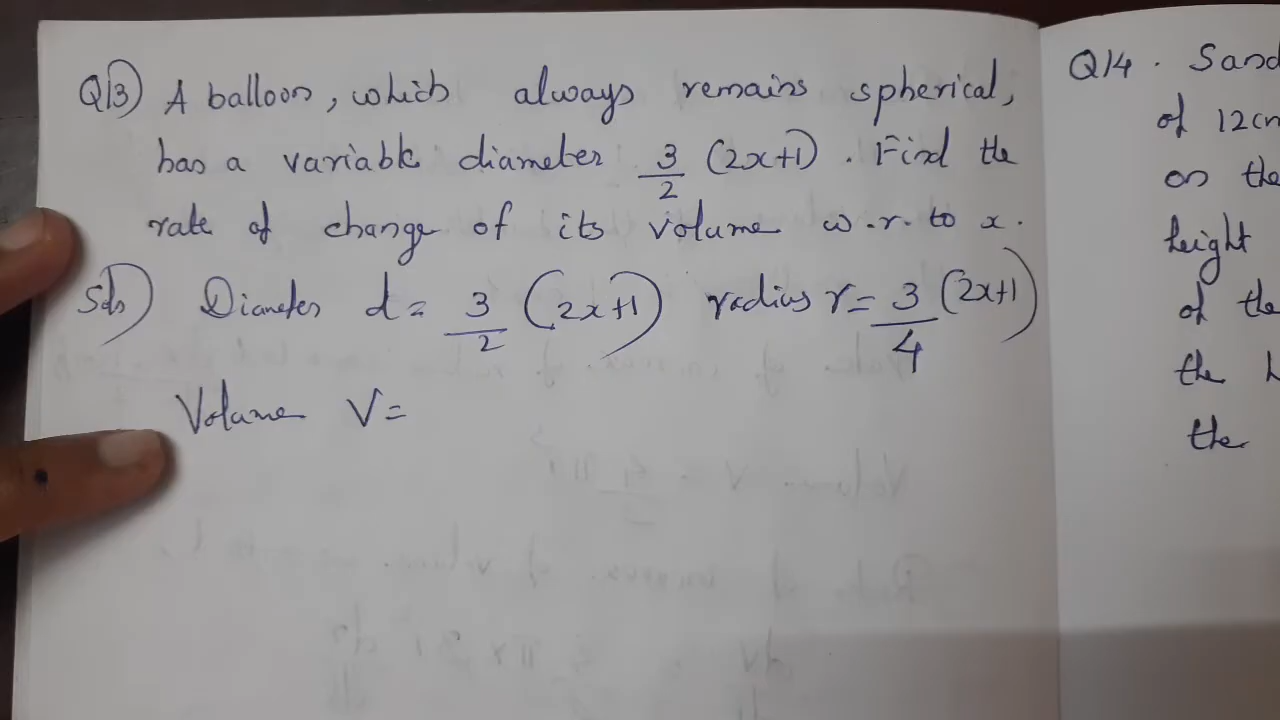 Q13) A balloon, which always remains spherical,
has a variable diameter 3/2 (2x+1). Find the
rate of change of its volume w.r.to x.
Soln) Diameter d = 3/2 (2x+1) radius r = 3/4 (2x+1)
Volume V =
Q14. Sand
of 12cm
on the
height
of the
the h
the